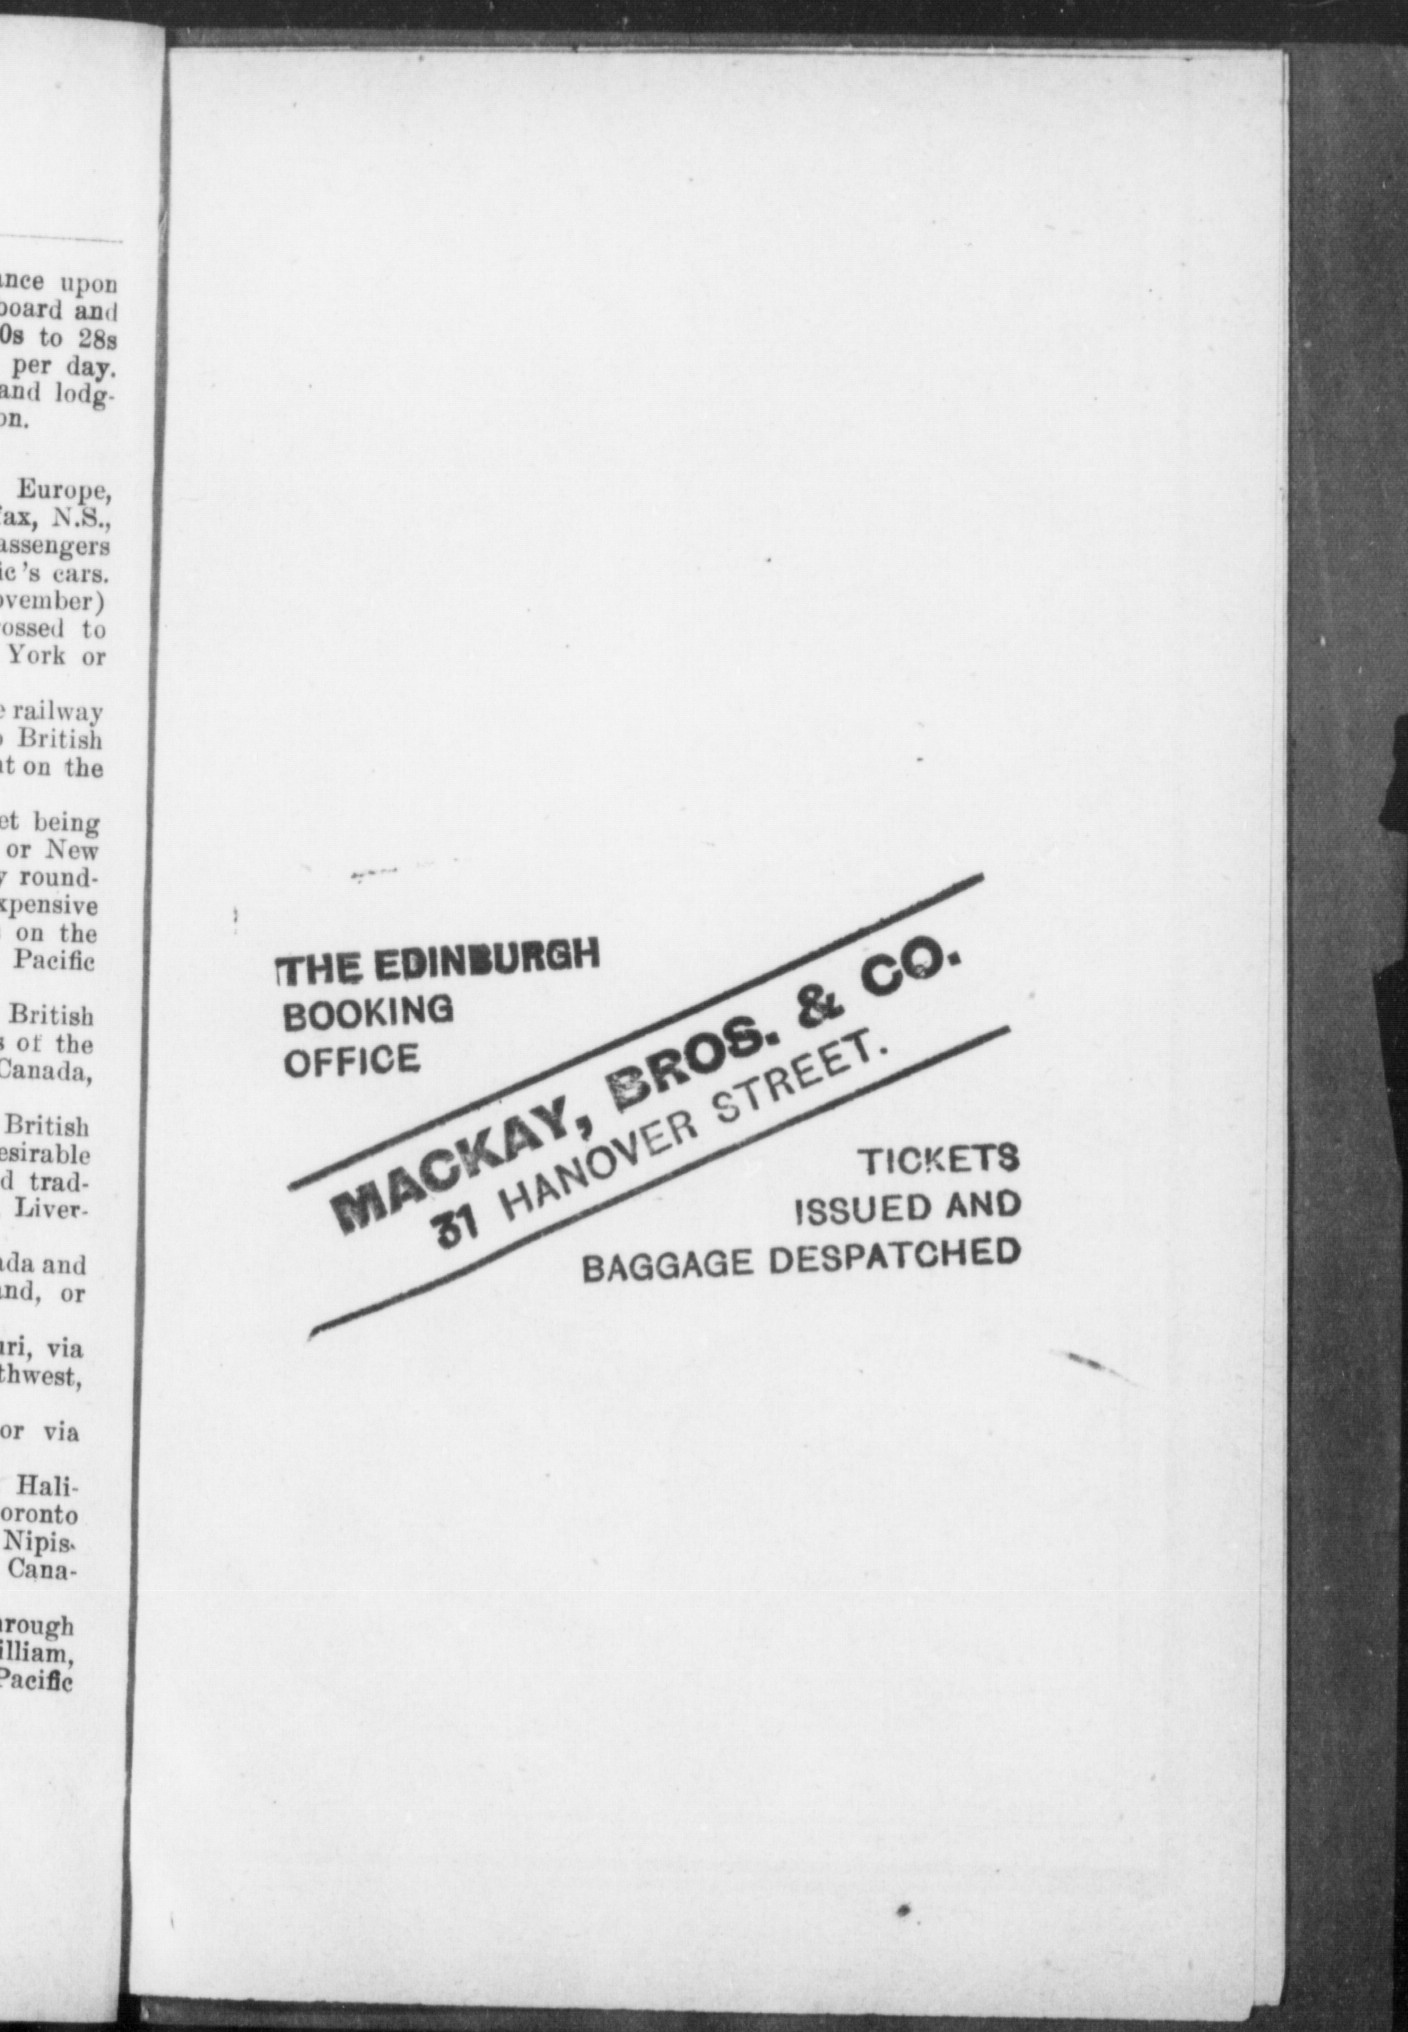 ance upon
board and
0s to 28s
per day.
and lodg-
on.
Europe,
fax, N.S.,
assengers
ic's cars.
ovember)
rossed to
York or
e railway
o British
at on the
et being
or New
y round-
xpensive
on the
Pacific
British
s of the
Canada,
British
esirable
d trad-
Liver-
ada and
and, or
uri, via
thwest,
or via
Hali-
oronto
Nipis-
Cana-
hrough
illiam,
Pacific
THE EDINBURGH
BOOKING
OFFICE
MACKAY, BROS. & CO.
31 HANOVER STREET.
TICKETS
ISSUED AND
BAGGAGE DESPATCHED